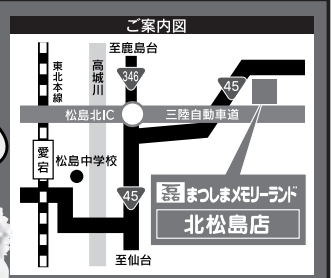 ご案内図
至鹿島台
346
45
東北本線
高城川
松島北IC
三陸自動車道
愛宕
松島中学校
45
磊 まつしまメモリーランド
北松島店
至仙台